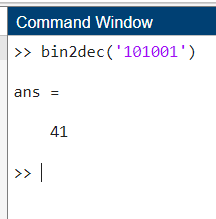 Command Window
>> bin2dec('101001')
ans =
41
>>